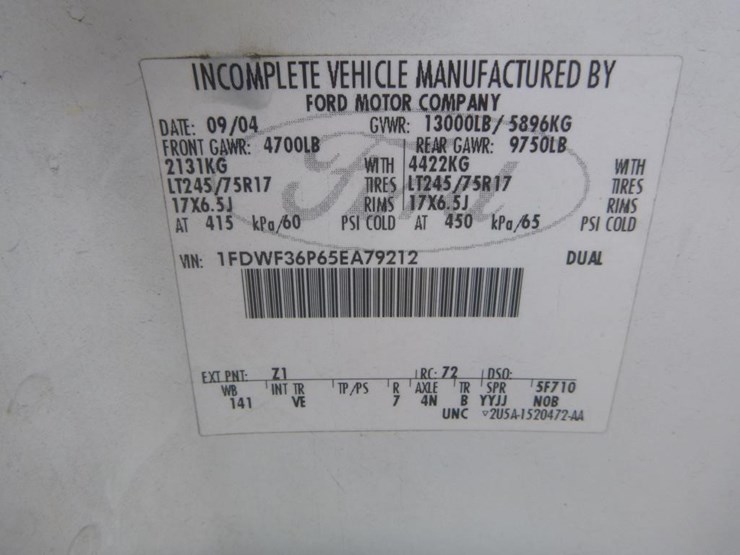 INCOMPLETE VEHICLE MANUFACTURED BY
FORD MOTOR COMPANY
DATE: 09/04 GVWR: 13000LB/ 5896KG
FRONT GAWR: 4700LB REAR GAWR: 9750LB
2131KG WITH 4422KG WITH
LT245/75R17 TIRES LT245/75R17 TIRES
17X6.5J RIMS 17X6.5J RIMS
AT 415 kPa/60 PSI COLD AT 450 kPa/65 PSI COLD
Ford
VIN: 1FDWF36P65EA79212 DUAL
EXT PNT: Z1 RC: 72 DSO:
WB INT TR TP/PS R AXLE TR SPR 5F710
141 VE 7 4N B YYJJ NOB
UNC 2U5A-1520472-AA